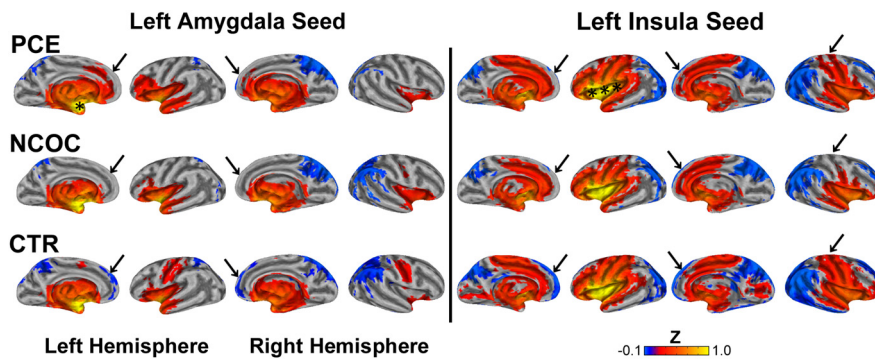 Left Amygdala Seed
Left Insula Seed
PCE
*
* * *
NCOC
CTR
Left Hemisphere
Right Hemisphere
Z
-0.1
1.0